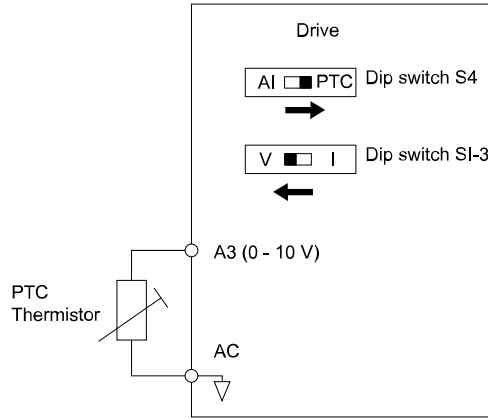 Drive
AI PTC Dip switch S4
V I Dip switch SI-3
A3 (0 - 10 V)
PTC
Thermistor
AC